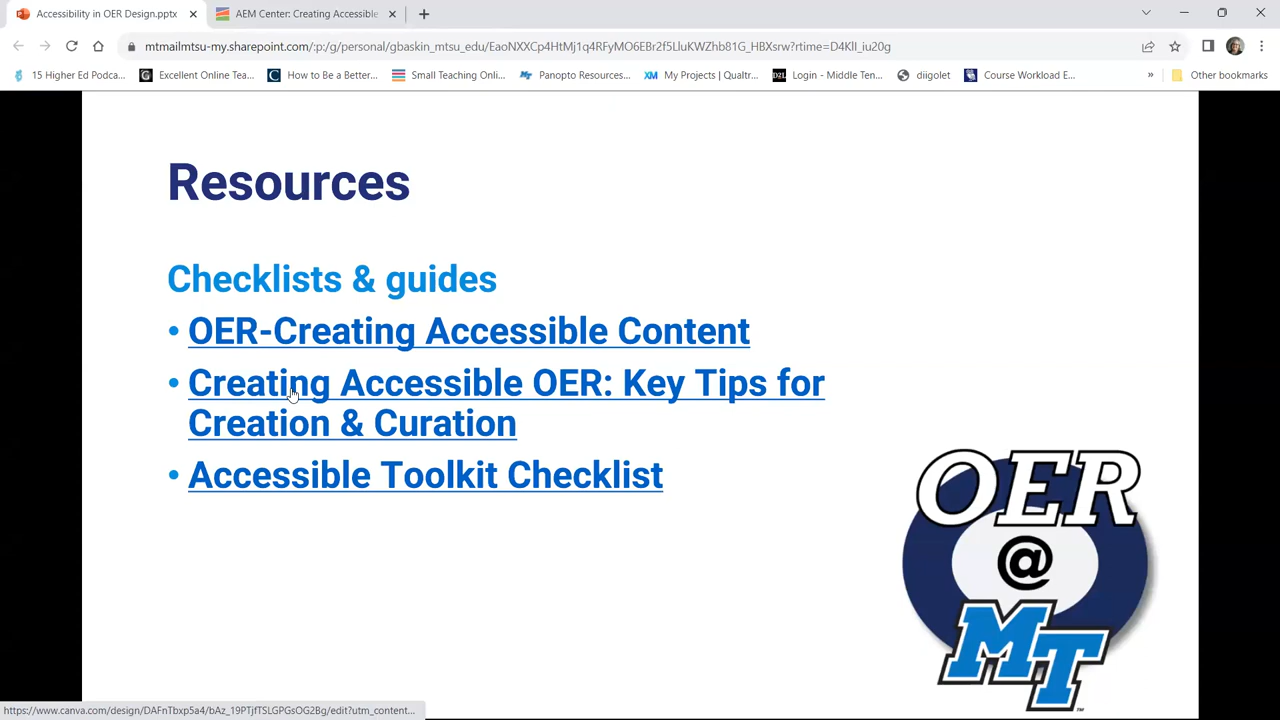 Accessibility in OER Design.pptx
AEM Center: Creating Accessible
mtmailmtsu-my.sharepoint.com/:p:/g/personal/gbaskin_mtsu_edu/EaoNXXCp4HtMj1q4RFyMO6EBr2f5LluKWZhb81G_HBXsrw?rtime=D4KlI_iu20g
15 Higher Ed Podca...
Excellent Online Tea...
How to Be a Better...
Small Teaching Onli...
Panopto Resources...
XM My Projects | Qualtr...
D2L Login - Middle Ten...
diigolet
Course Workload E...
»
Other bookmarks
Resources
Checklists & guides
• OER-Creating Accessible Content
• Creating Accessible OER: Key Tips for
Creation & Curation
• Accessible Toolkit Checklist
OER
@
MT
TM
https://www.canva.com/design/DAFnTbxp5a4/bAz_19PTjfTSLGPGsOG2Bg/edit?utm_content...